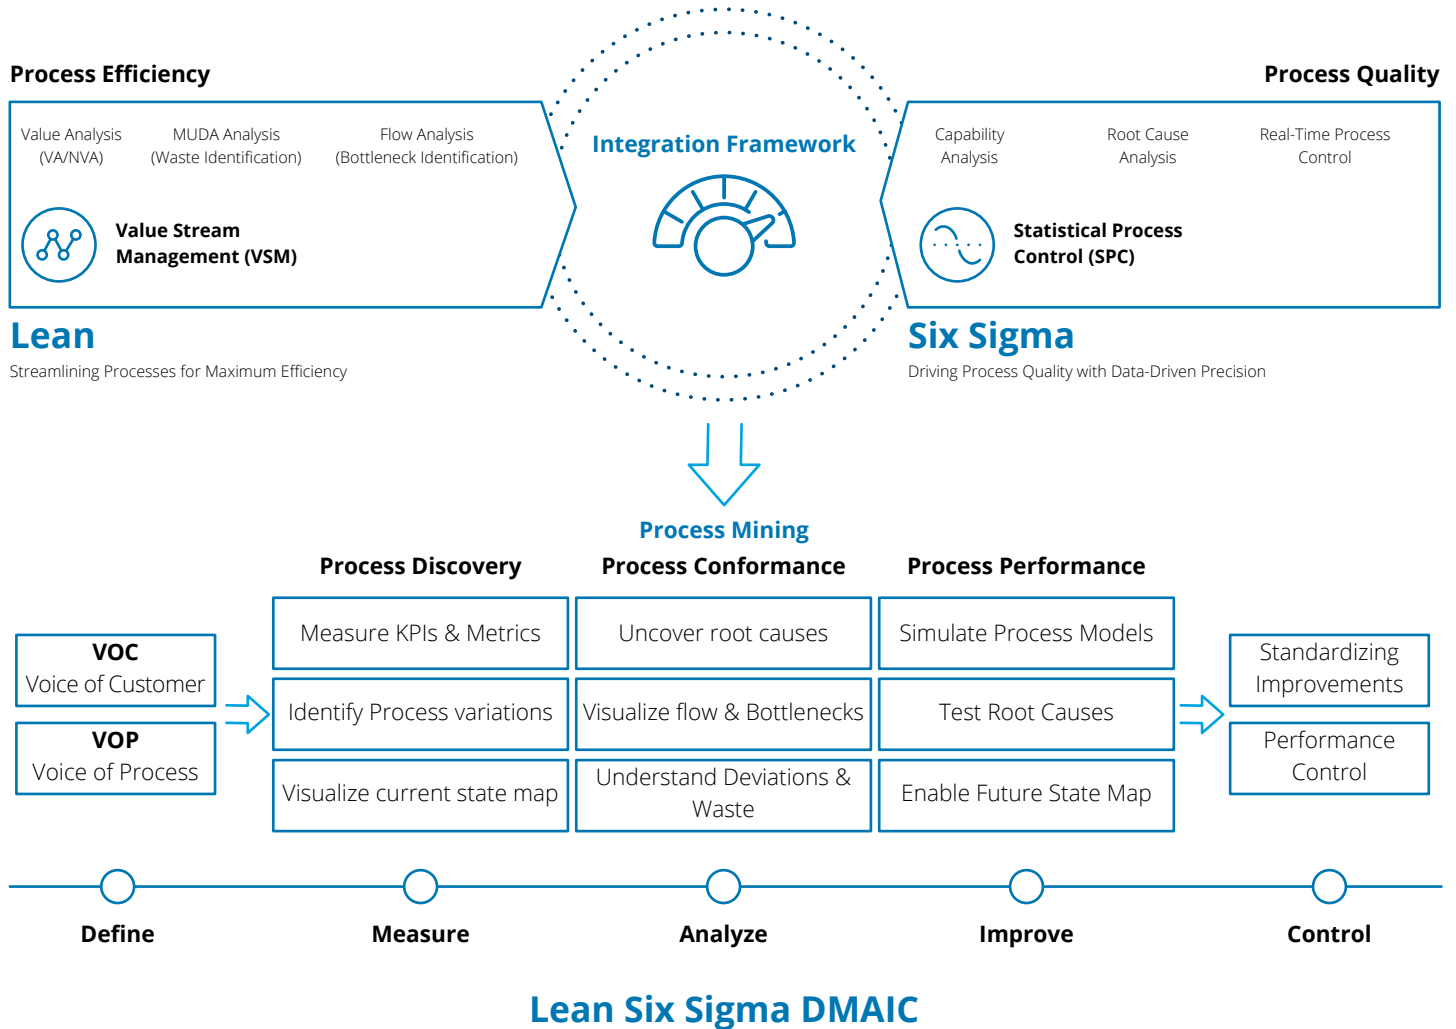 Process Efficiency
Process Quality
Value Analysis
(VA/NVA)
MUDA Analysis
(Waste Identification)
Flow Analysis
(Bottleneck Identification)
Value Stream
Management (VSM)
Integration Framework
Capability
Analysis
Root Cause
Analysis
Real-Time Process
Control
Statistical Process
Control (SPC)
Lean
Streamlining Processes for Maximum Efficiency
Six Sigma
Driving Process Quality with Data-Driven Precision
Process Mining
Process Discovery
Process Conformance
Process Performance
VOC
Voice of Customer
VOP
Voice of Process
Measure KPIs & Metrics
Identify Process variations
Visualize current state map
Uncover root causes
Visualize flow & Bottlenecks
Understand Deviations &
Waste
Simulate Process Models
Test Root Causes
Enable Future State Map
Standardizing
Improvements
Performance
Control
Define
Measure
Analyze
Improve
Control
Lean Six Sigma DMAIC